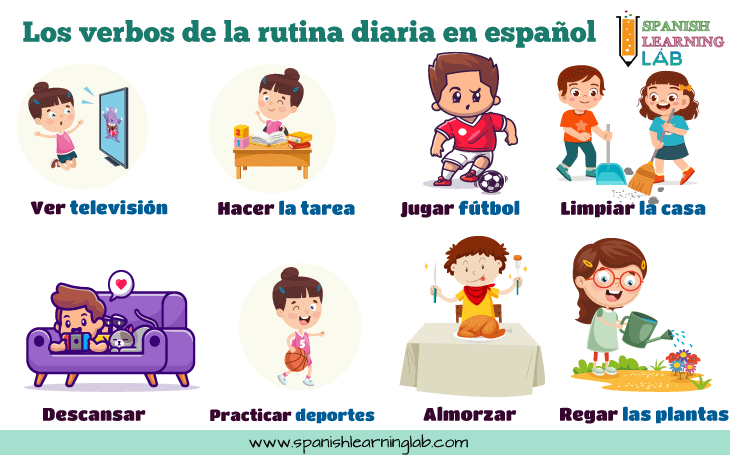 Los verbos de la rutina diaria en español
SPANISH
LEARNING
LAB
Ver televisión
Hacer la tarea
Jugar fútbol
Limpiar la casa
Descansar
Practicar deportes
Almorzar
Regar las plantas
www.spanishlearninglab.com